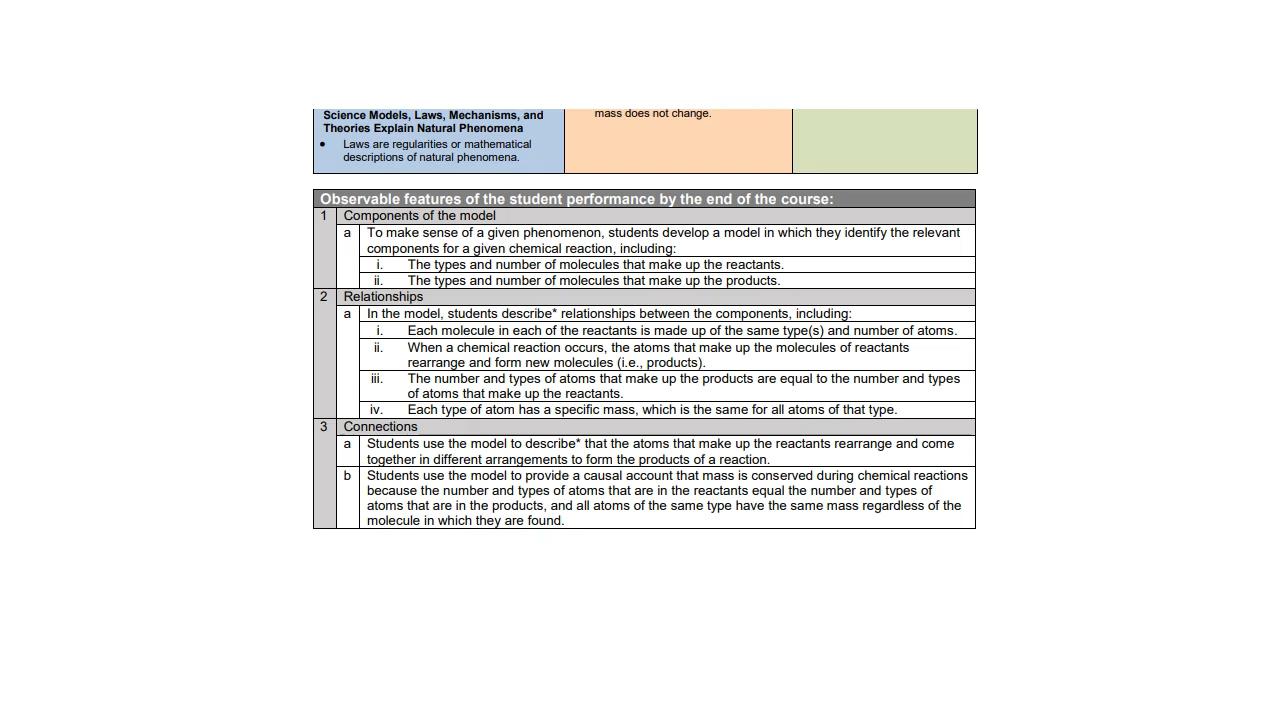 Science Models, Laws, Mechanisms, and
Theories Explain Natural Phenomena
• Laws are regularities or mathematical
descriptions of natural phenomena.
mass does not change.
Observable features of the student performance by the end of the course:
1 Components of the model
a To make sense of a given phenomenon, students develop a model in which they identify the relevant
components for a given chemical reaction, including:
i. The types and number of molecules that make up the reactants.
ii. The types and number of molecules that make up the products.
2 Relationships
a In the model, students describe* relationships between the components, including:
i. Each molecule in each of the reactants is made up of the same type(s) and number of atoms.
ii. When a chemical reaction occurs, the atoms that make up the molecules of reactants
rearrange and form new molecules (i.e., products).
iii. The number and types of atoms that make up the products are equal to the number and types
of atoms that make up the reactants.
iv. Each type of atom has a specific mass, which is the same for all atoms of that type.
3 Connections
a Students use the model to describe* that the atoms that make up the reactants rearrange and come
together in different arrangements to form the products of a reaction.
b Students use the model to provide a causal account that mass is conserved during chemical reactions
because the number and types of atoms that are in the reactants equal the number and types of
atoms that are in the products, and all atoms of the same type have the same mass regardless of the
molecule in which they are found.